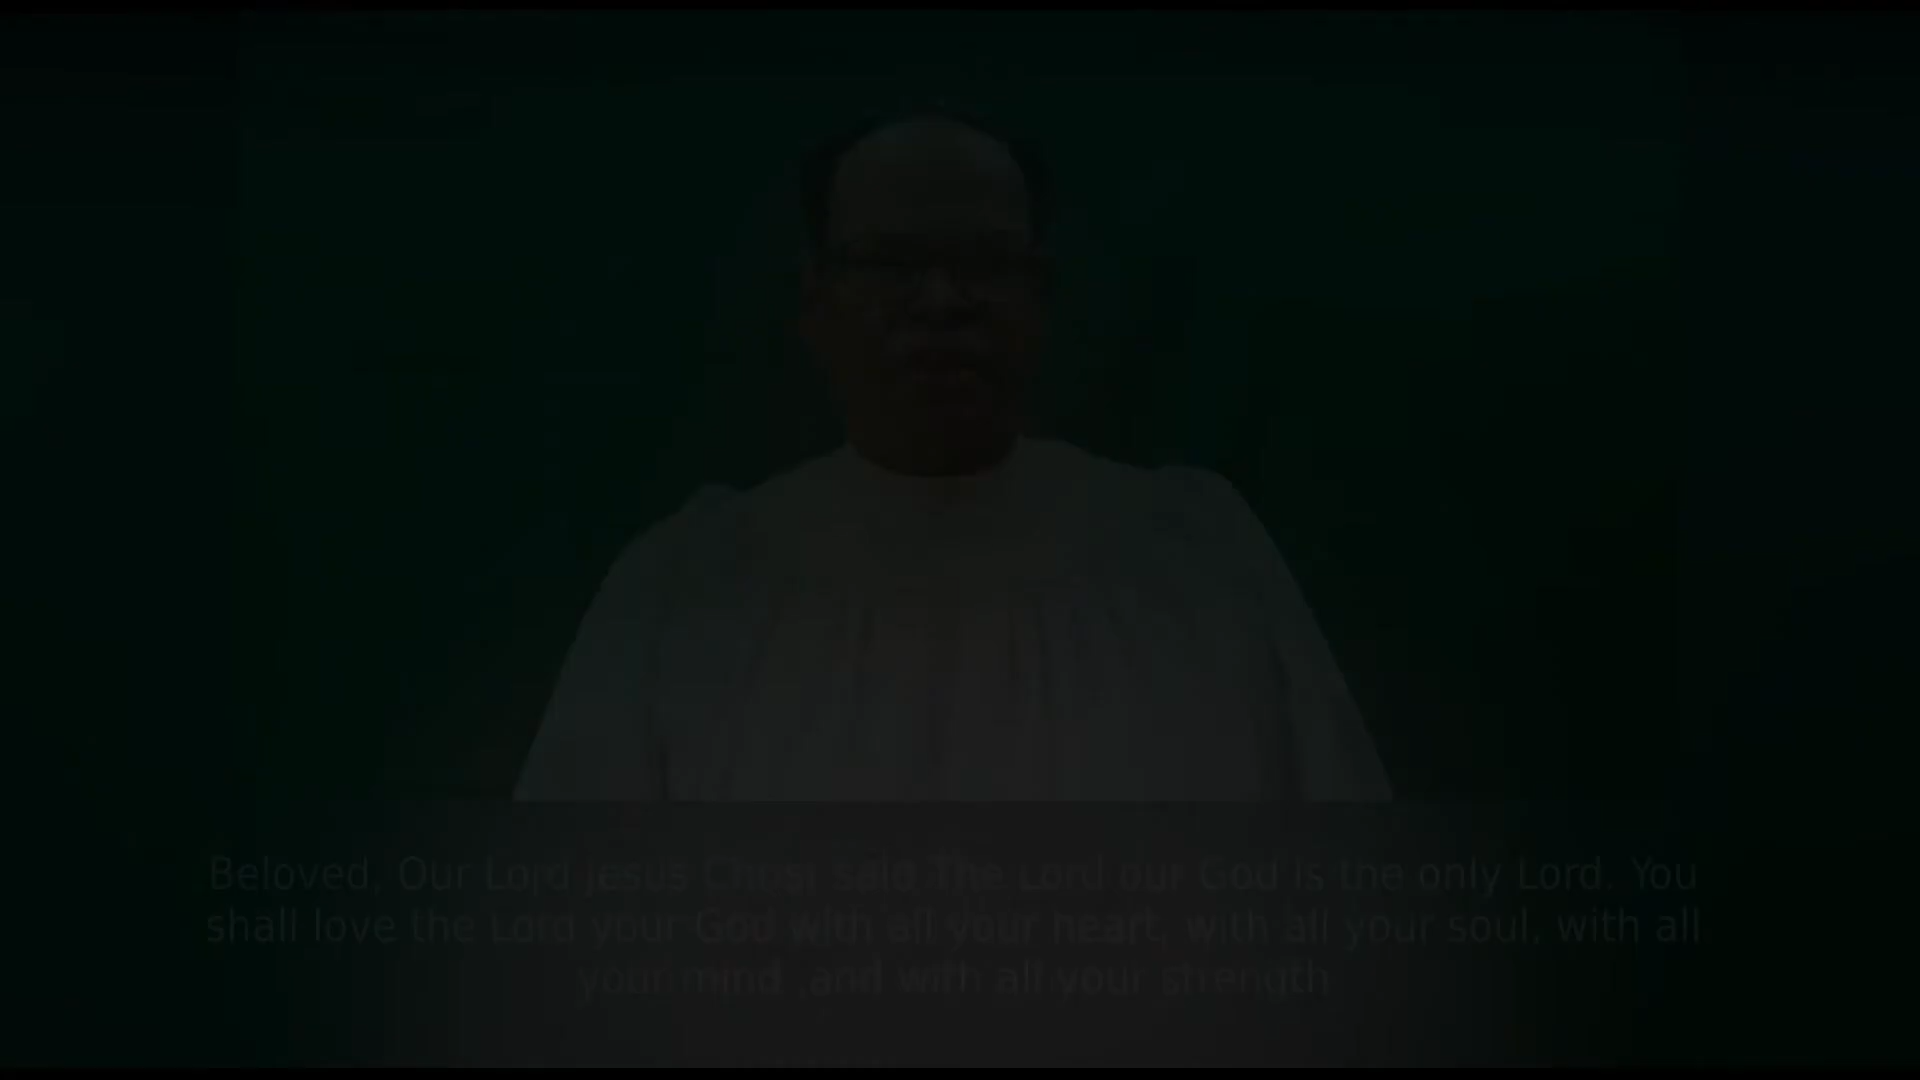 Beloved, Our Lord Jesus Christ said The Lord our God is the only Lord. You
shall love the Lord your God with all your heart, with all your soul, with all
your mind ,and with all your strength